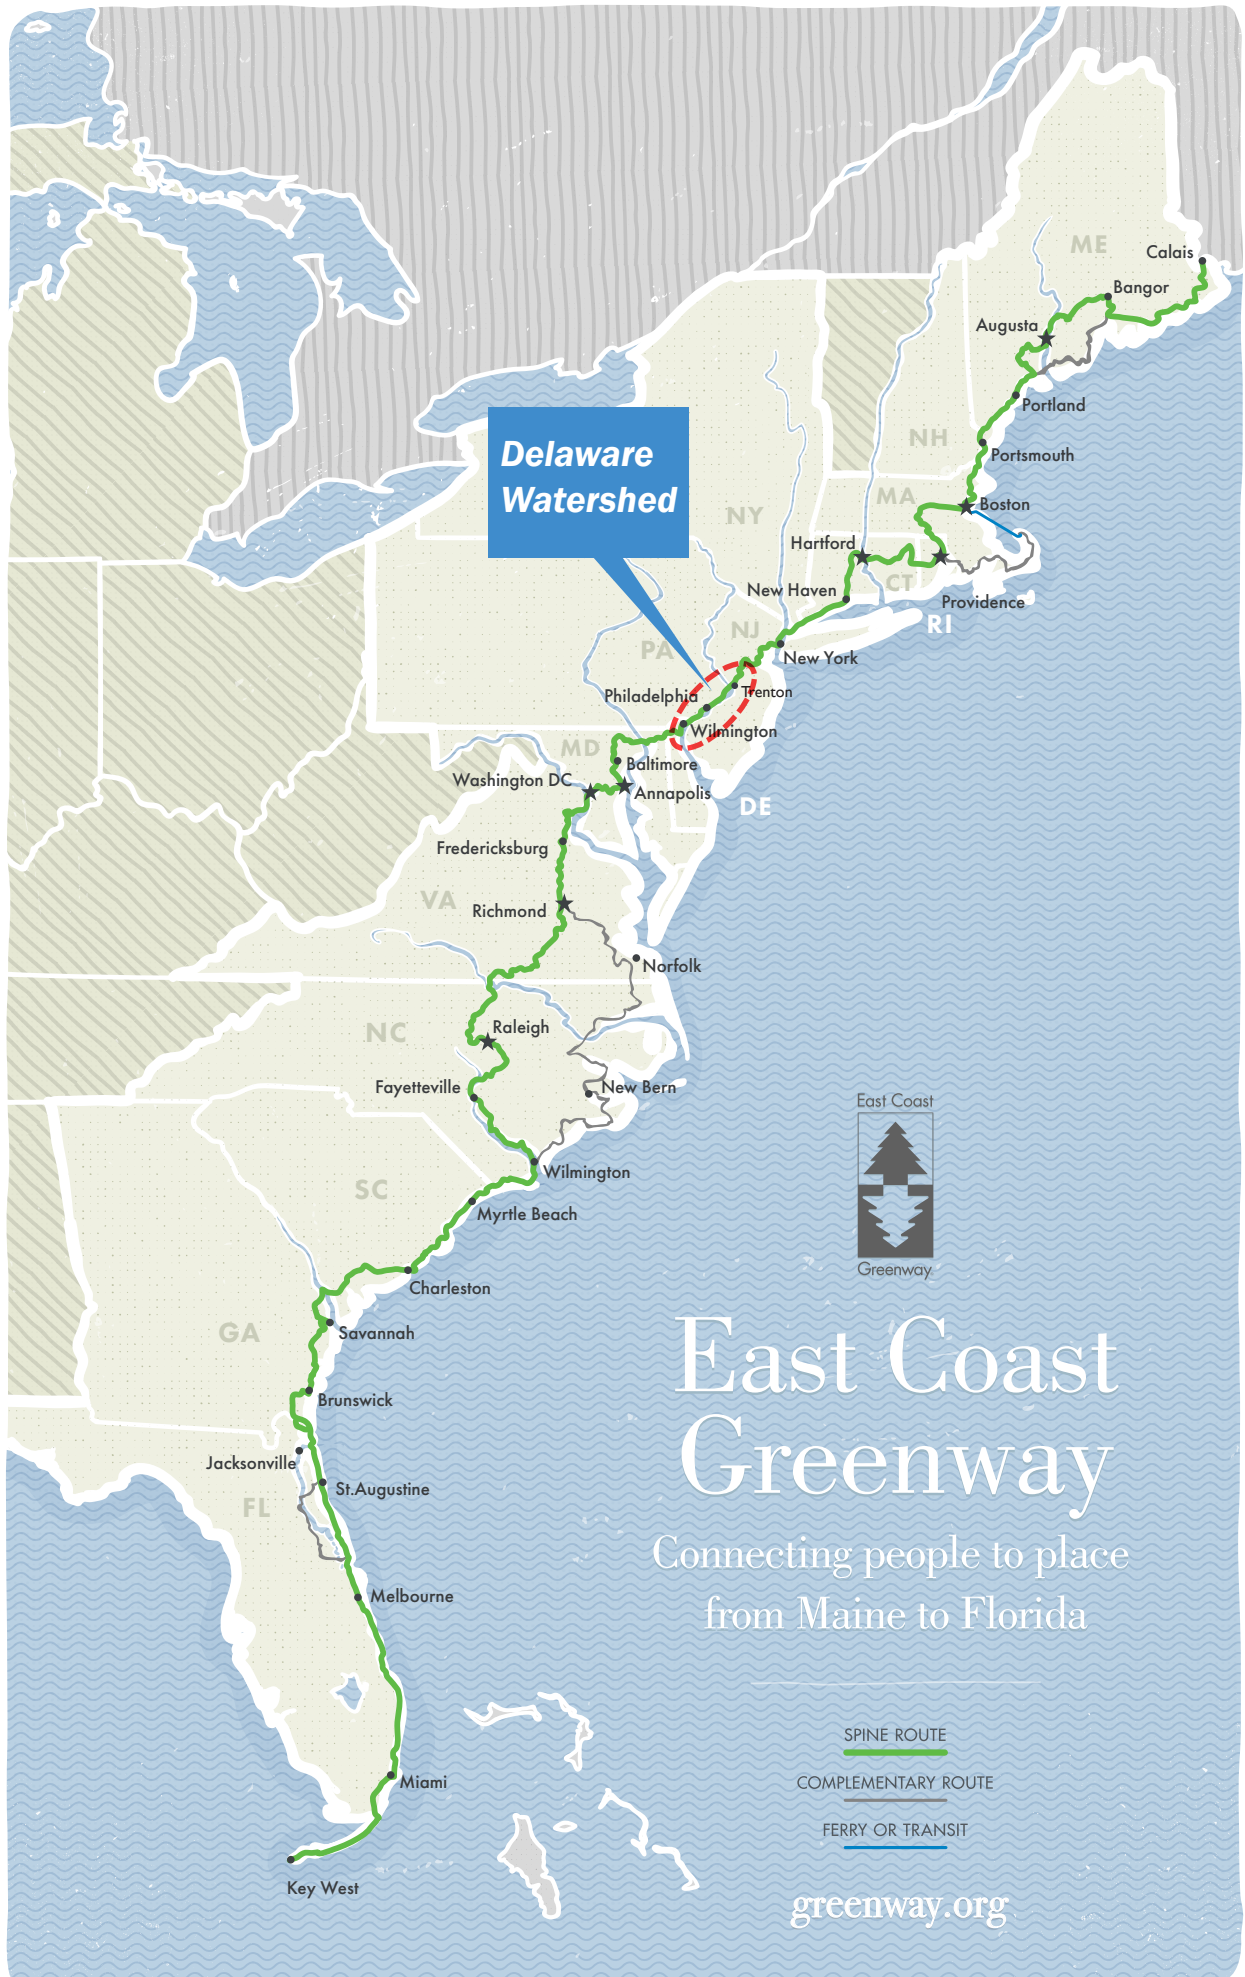 ME
Calais
Bangor
Augusta
Portland
NH
Portsmouth
Delaware
Watershed
MA
Boston
NY
Hartford
CT
New Haven
Providence
RI
NJ
PA
New York
Trenton
Philadelphia
Wilmington
MD
Baltimore
Washington DC
Annapolis
DE
Fredericksburg
VA
Richmond
Norfolk
NC
Raleigh
Fayetteville
New Bern
Wilmington
SC
Myrtle Beach
Charleston
GA
Savannah
Brunswick
Jacksonville
St.Augustine
FL
Melbourne
Miami
Key West
East Coast
Greenway
East Coast
Greenway
Connecting people to place
from Maine to Florida
SPINE ROUTE
COMPLEMENTARY ROUTE
FERRY OR TRANSIT
greenway.org